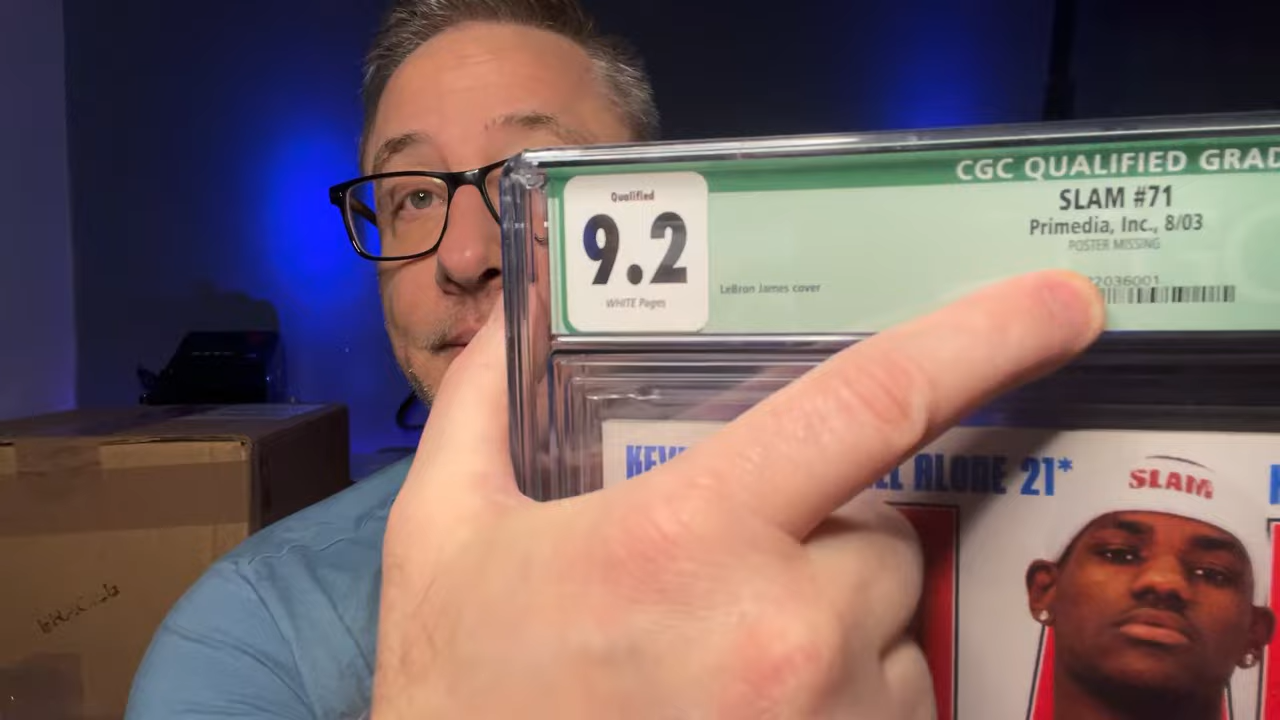 CGC QUALIFIED GRAD
Qualified
9.2
WHITE Pages
LeBron James cover
SLAM #71
Primedia, Inc., 8/03
POSTER MISSING
2036001
ALONE 21*
SLAM